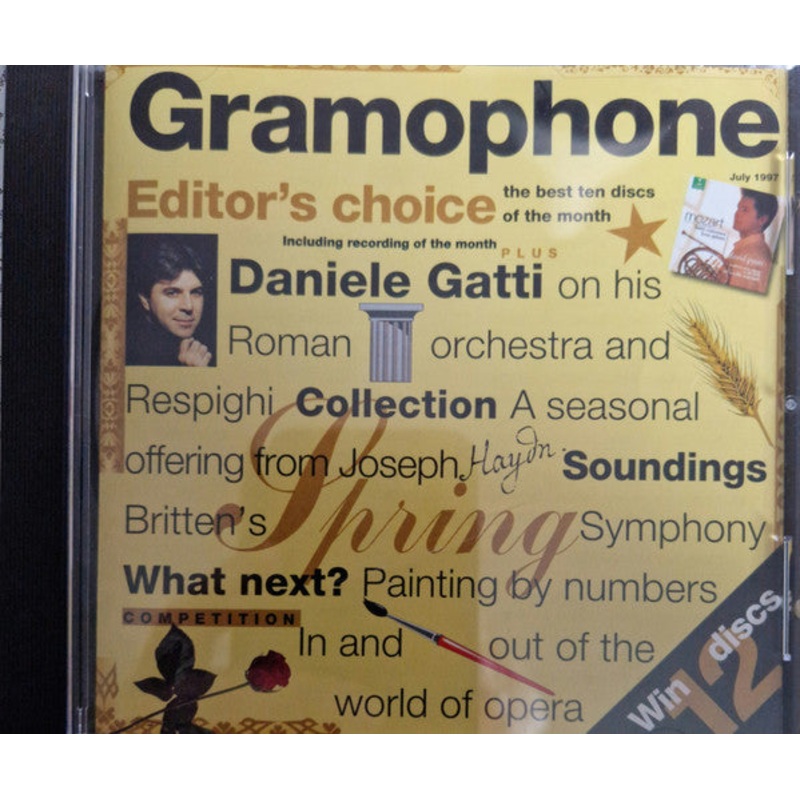 Gramophone
July 1997
Editor's choice the best ten discs
of the month
Including recording of the month
PLUS
mozart
Daniele Gatti on his
Roman orchestra and
Respighi Collection A seasonal
offering from Joseph Haydn Soundings
Britten's Spring Symphony
What next? Painting by numbers
COMPETITION
In and out of the
world of opera
Win 12 discs